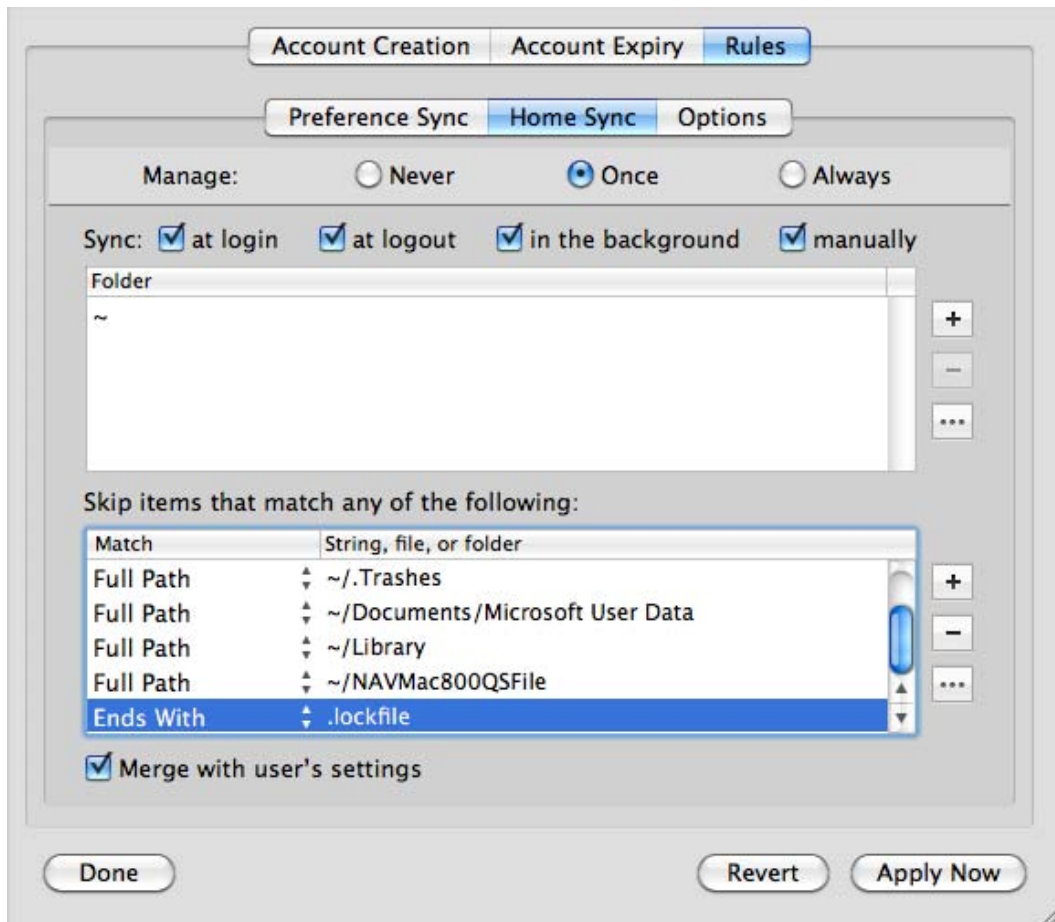 Account Creation Account Expiry Rules
Preference Sync Home Sync Options
Manage: Never Once Always
Sync: at login at logout in the background manually
Folder
~
+
−
...
Skip items that match any of the following:
Match String, file, or folder
Full Path ~/.Trashes
Full Path ~/Documents/Microsoft User Data
Full Path ~/Library
Full Path ~/NAVMac800QSFile
Ends With .lockfile
+
−
...
Merge with user's settings
Done Revert Apply Now